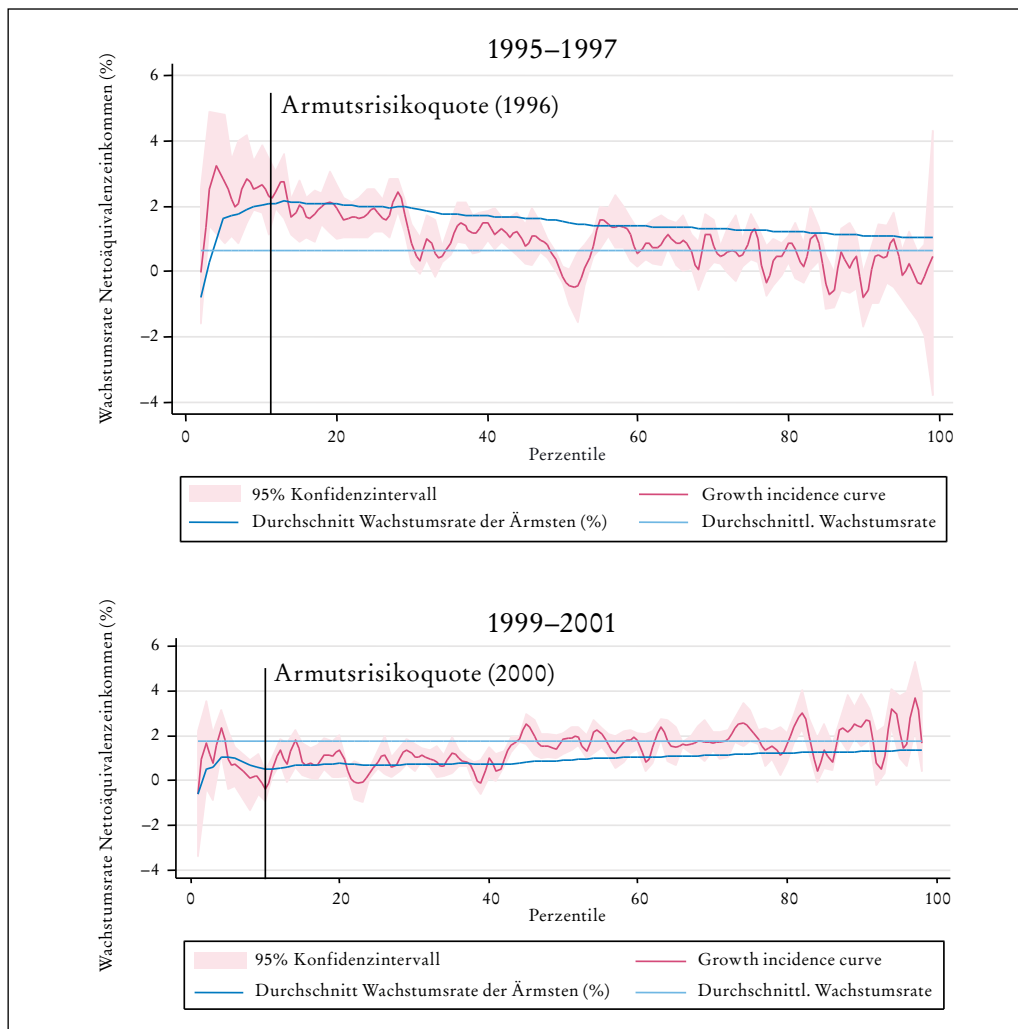 1995–1997
Wachstumsrate Nettoäquivalenzeinkommen (%)
6
4
2
0
−2
−4
Armutsrisikoquote (1996)
0 20 40 60 80 100
Perzentile
95% Konfidenzintervall Growth incidence curve
Durchschnitt Wachstumsrate der Ärmsten (%) Durchschnittl. Wachstumsrate
1999–2001
Wachstumsrate Nettoäquivalenzeinkommen (%)
6
4
2
0
−2
−4
Armutsrisikoquote (2000)
0 20 40 60 80 100
Perzentile
95% Konfidenzintervall Growth incidence curve
Durchschnitt Wachstumsrate der Ärmsten (%) Durchschnittl. Wachstumsrate